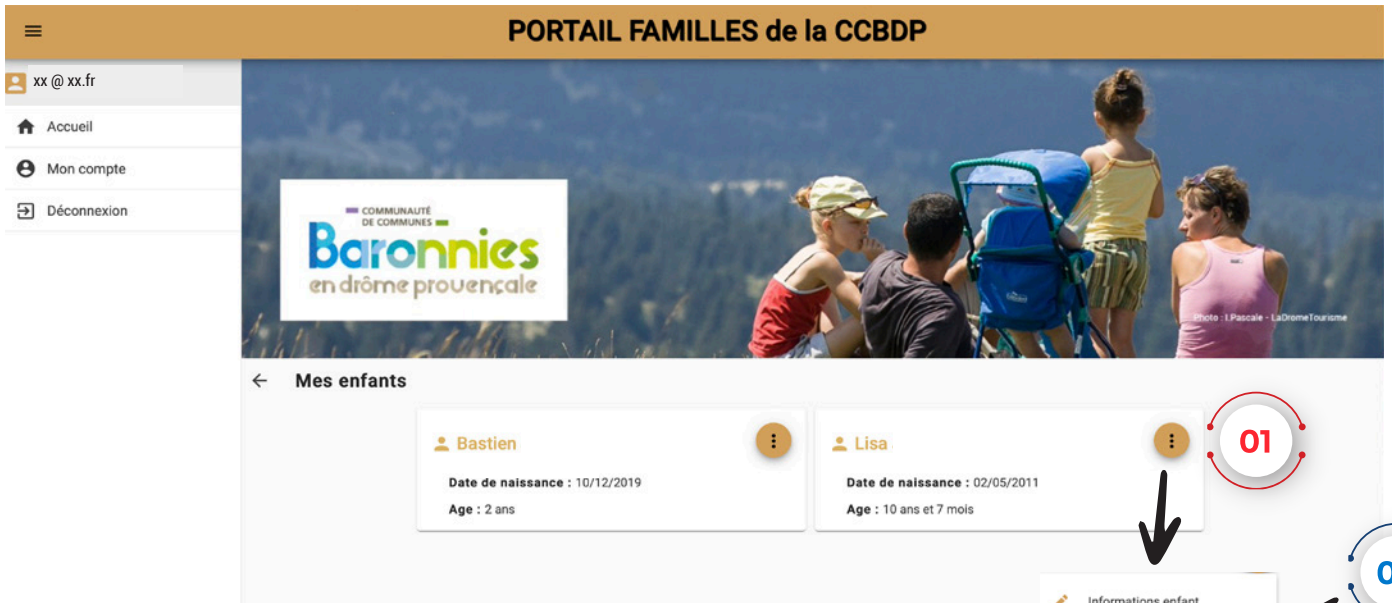 PORTAIL FAMILLES de la CCBDP
xx @ xx.fr
Accueil
Mon compte
Déconnexion
COMMUNAUTÉ
DE COMMUNES
Baronnies
en drôme provençale
Photo : I.Pascale - LaDromeTourisme
Mes enfants
Bastien
Date de naissance : 10/12/2019
Age : 2 ans
Lisa
Date de naissance : 02/05/2011
Age : 10 ans et 7 mois
01
Informations enfant